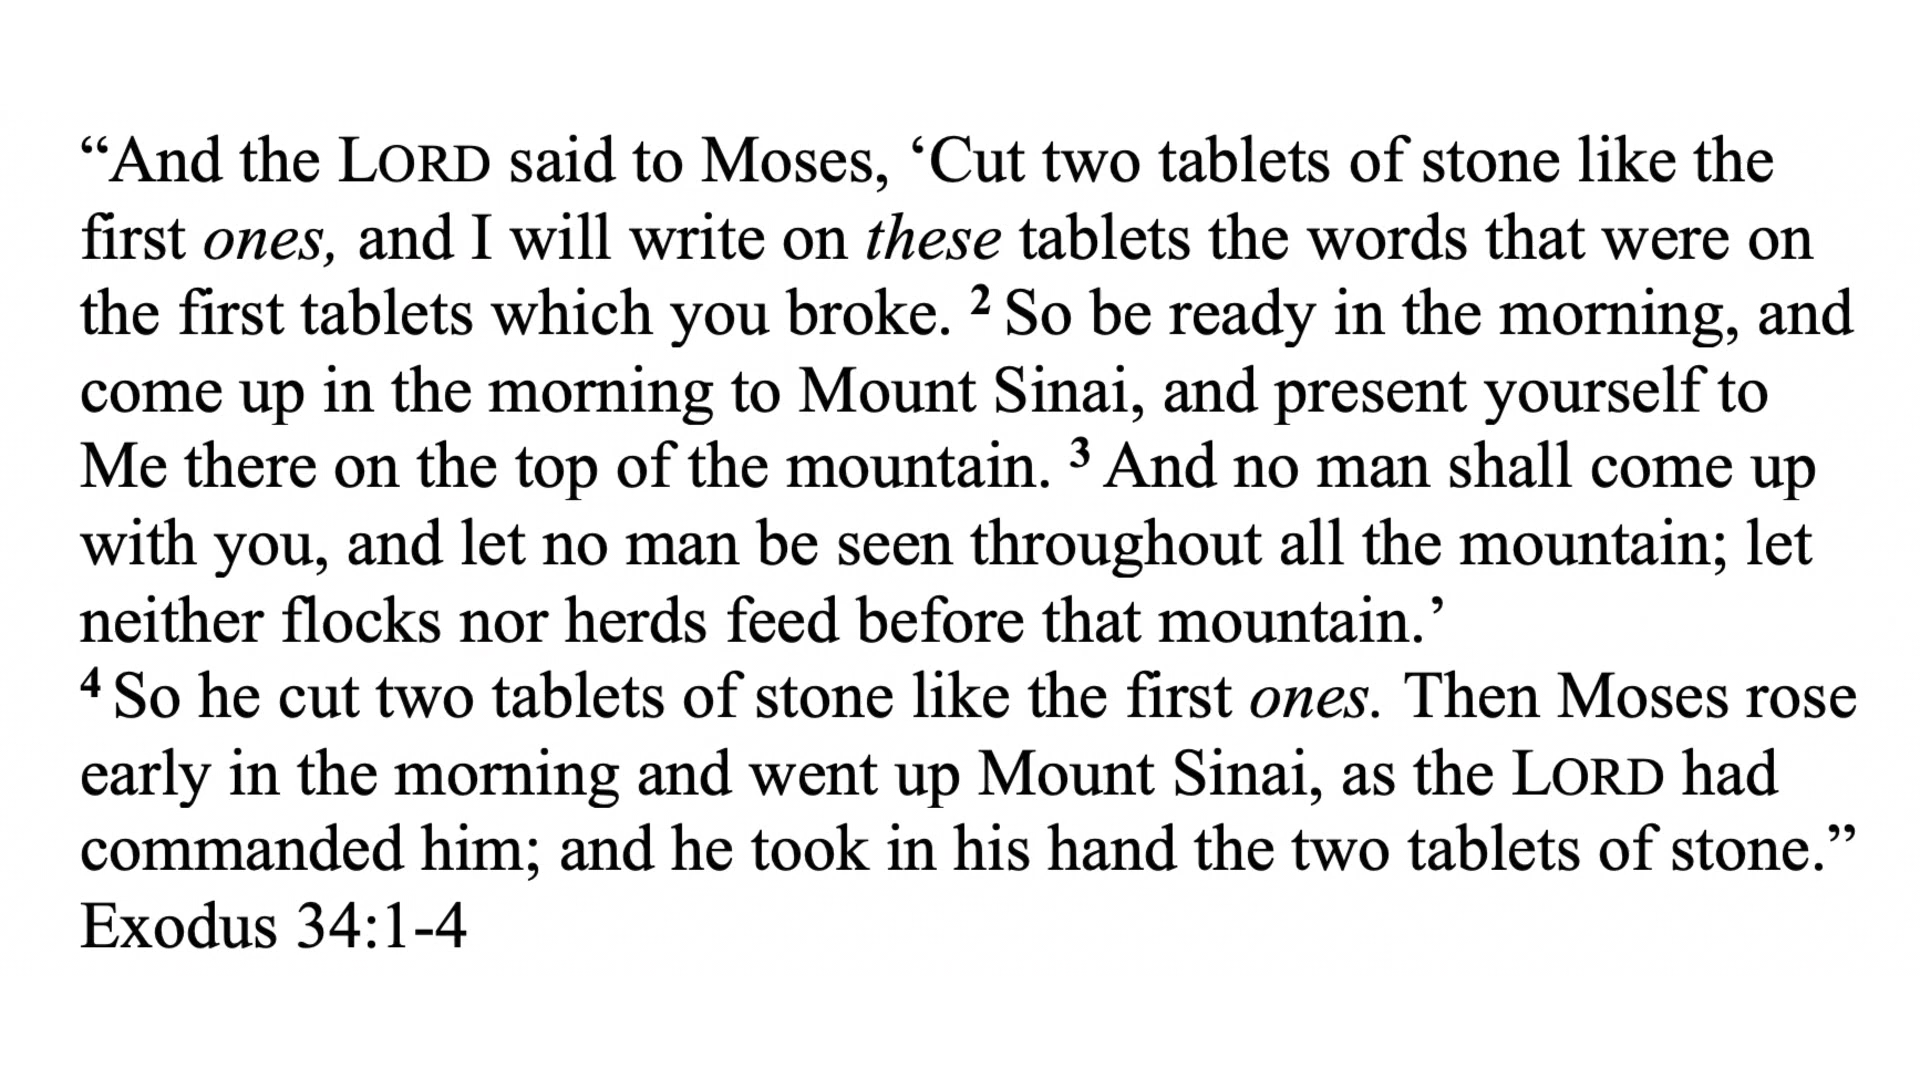 “And the LORD said to Moses, ‘Cut two tablets of stone like the
first ones, and I will write on these tablets the words that were on
the first tablets which you broke. 2 So be ready in the morning, and
come up in the morning to Mount Sinai, and present yourself to
Me there on the top of the mountain. 3 And no man shall come up
with you, and let no man be seen throughout all the mountain; let
neither flocks nor herds feed before that mountain.’
4 So he cut two tablets of stone like the first ones. Then Moses rose
early in the morning and went up Mount Sinai, as the LORD had
commanded him; and he took in his hand the two tablets of stone.”
Exodus 34:1-4